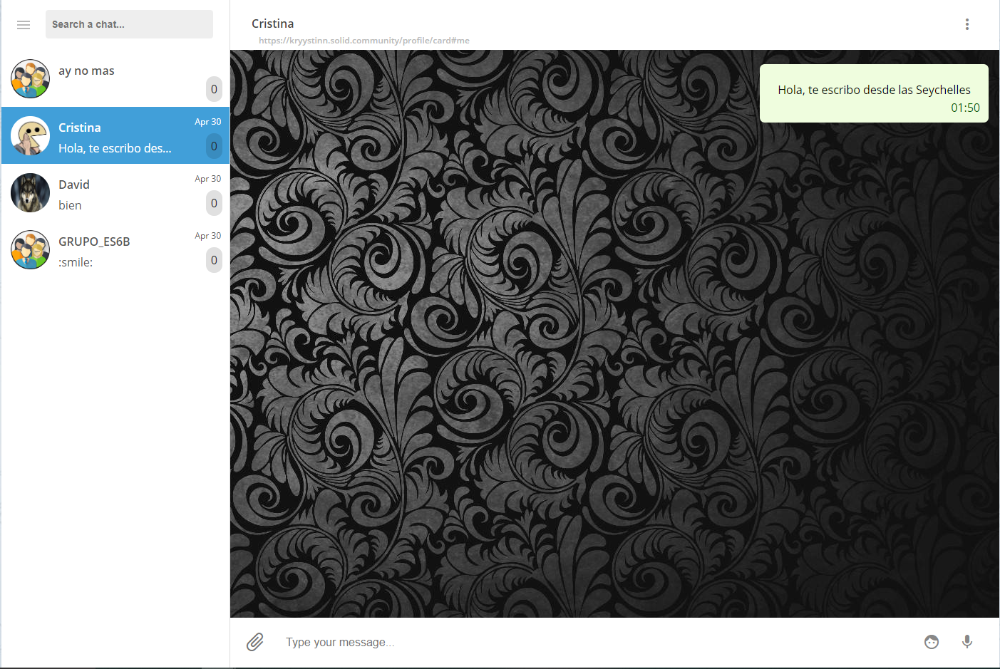 Search a chat...
ay no mas
0
Cristina
Apr 30
Hola, te escribo des...
0
David
Apr 30
bien
0
GRUPO_ES6B
Apr 30
:smile:
0
Cristina
https://kryystinn.solid.community/profile/card#me
Hola, te escribo desde las Seychelles
01:50
Type your message...